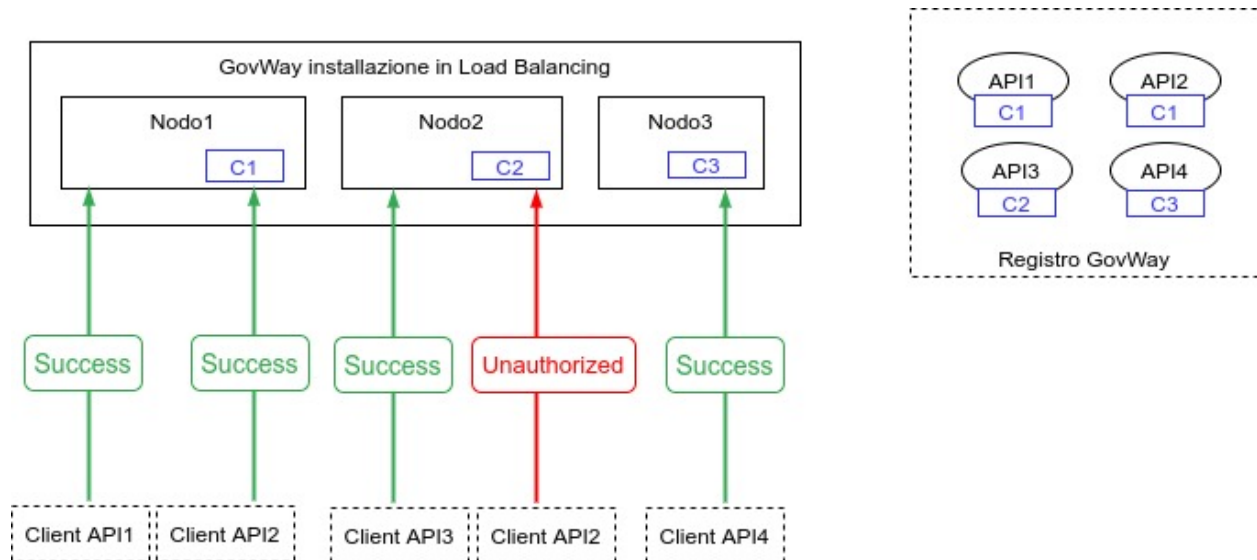 GovWay installazione in Load Balancing
Nodo1
C1
Nodo2
C2
Nodo3
C3
Success
Success
Success
Unauthorized
Success
Client API1
Client API2
Client API3
Client API2
Client API4
API1
C1
API2
C1
API3
C2
API4
C3
Registro GovWay